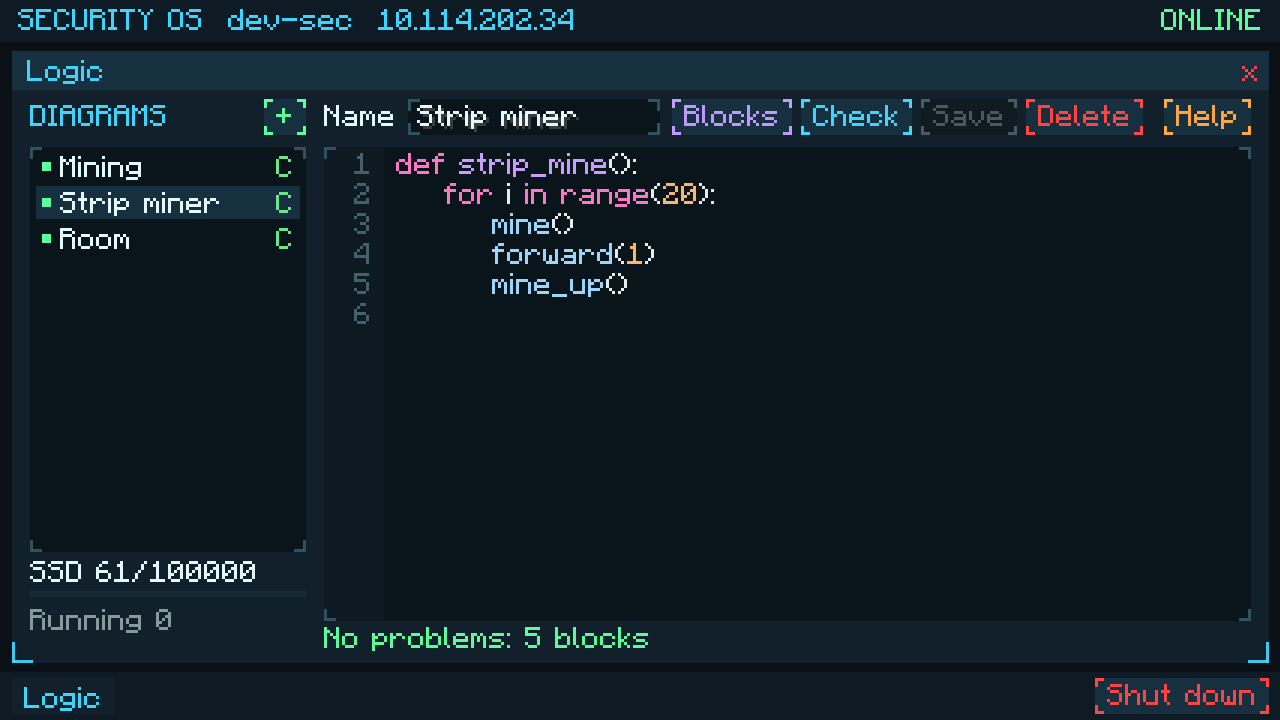 SECURITY OS dev-sec 10.114.202.34 ONLINE
Logic x
DIAGRAMS [+] Name Strip miner [Blocks] [Check] [Save] [Delete] [Help]
Mining C
Strip miner C
Room C
1 def strip_mine():
2 for i in range(20):
3 mine()
4 forward(1)
5 mine_up()
6
SSD 61/100000
Running 0
No problems: 5 blocks
Logic [Shut down]